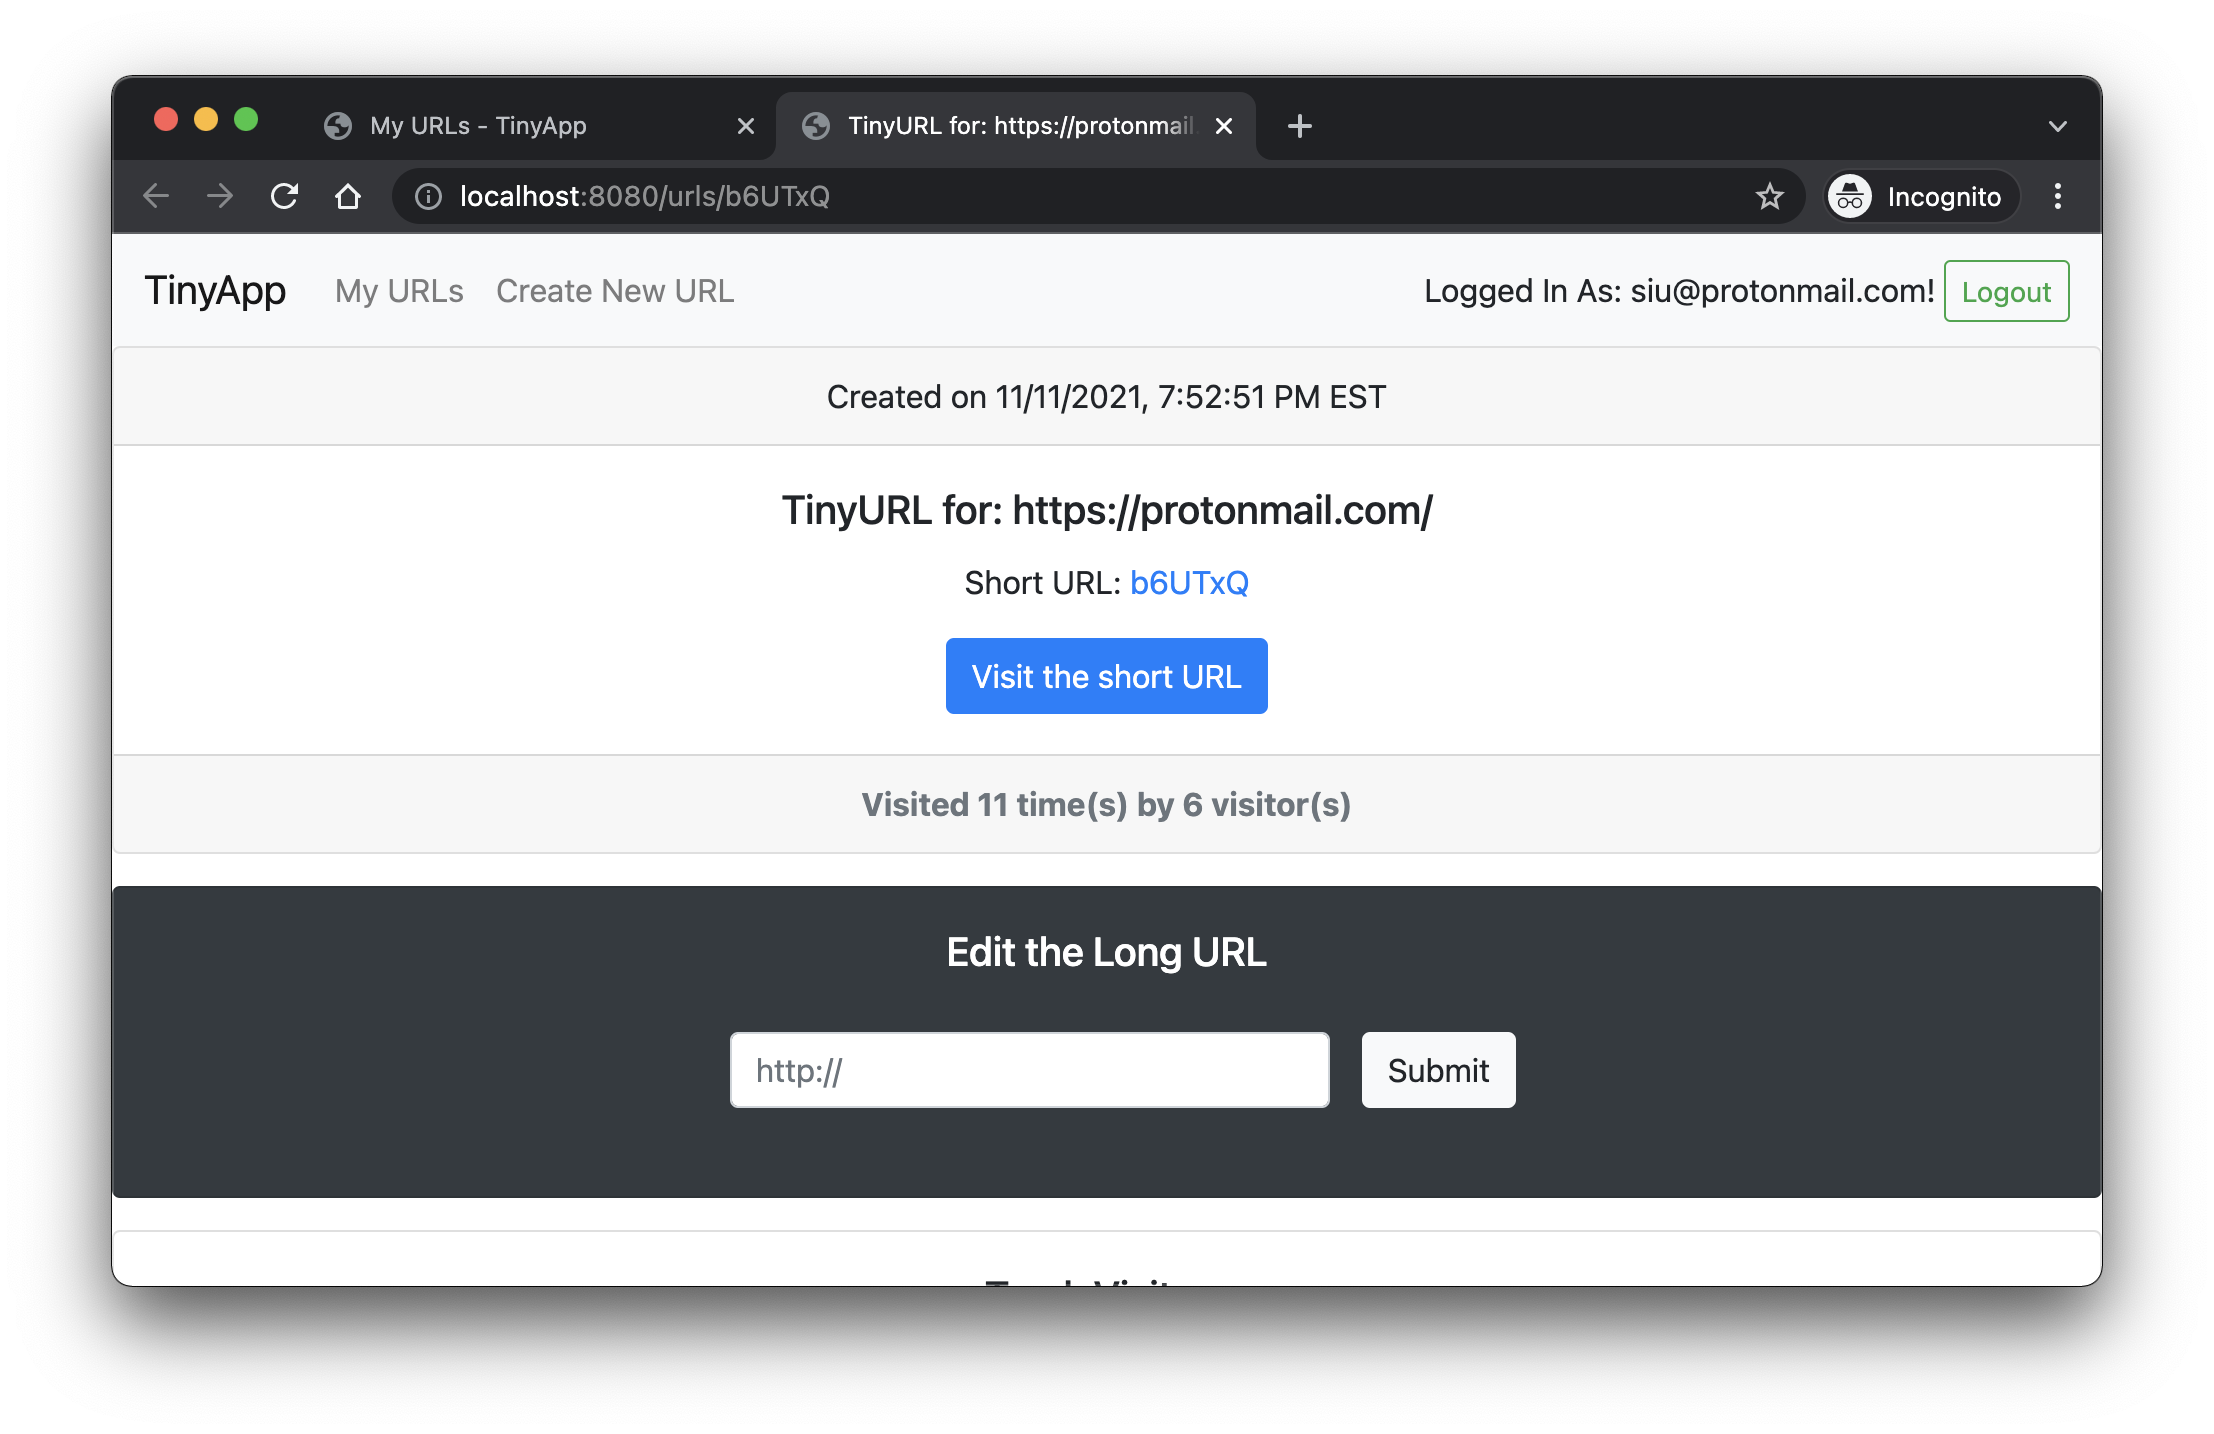 My URLs - TinyApp
TinyURL for: https://protonmail.
localhost:8080/urls/b6UTxQ
Incognito
TinyApp My URLs Create New URL Logged In As: siu@protonmail.com! Logout
Created on 11/11/2021, 7:52:51 PM EST
TinyURL for: https://protonmail.com/
Short URL: b6UTxQ
Visit the short URL
Visited 11 time(s) by 6 visitor(s)
Edit the Long URL
http:// Submit